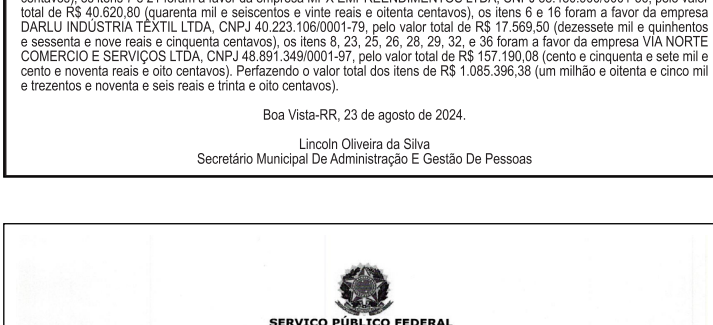 total de R$ 40.620,80 (quarenta mil e seiscentos e vinte reais e oitenta centavos), os itens 6 e 16 foram a favor da empresa
DARLU INDÚSTRIA TÊXTIL LTDA, CNPJ 40.223.106/0001-79, pelo valor total de R$ 17.569,50 (dezessete mil e quinhentos
e sessenta e nove reais e cinquenta centavos), os itens 8, 23, 25, 26, 28, 29, 32, e 36 foram a favor da empresa VIA NORTE
COMERCIO E SERVIÇOS LTDA, CNPJ 48.891.349/0001-97, pelo valor total de R$ 157.190,08 (cento e cinquenta e sete mil e
cento e noventa reais e oito centavos). Perfazendo o valor total dos itens de R$ 1.085.396,38 (um milhão e oitenta e cinco mil
e trezentos e noventa e seis reais e trinta e oito centavos).
Boa Vista-RR, 23 de agosto de 2024.
Lincoln Oliveira da Silva
Secretário Municipal De Administração E Gestão De Pessoas
SERVIÇO PÚBLICO FEDERAL